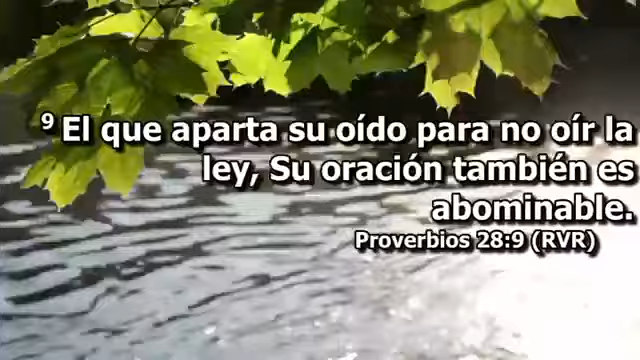 9 El que aparta su oído para no oír la
ley, Su oración también es
abominable.
Proverbios 28:9 (RVR)